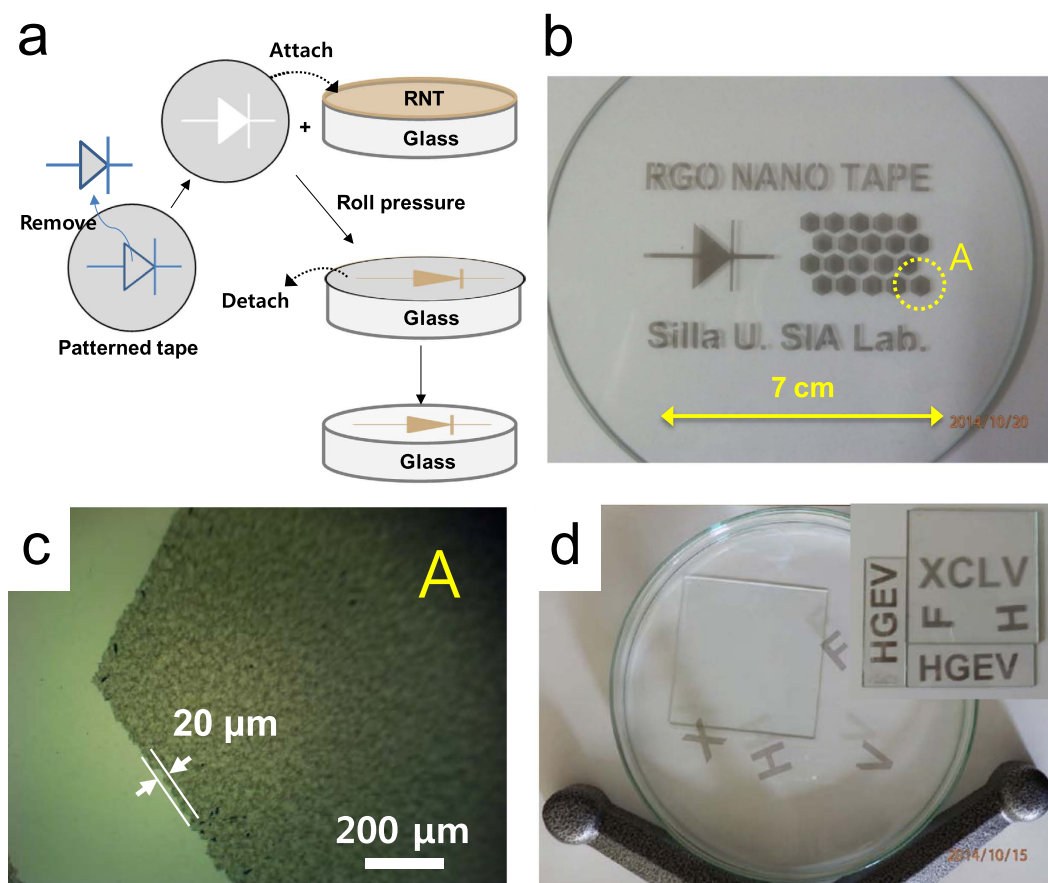 a
Attach
RNT
+
Glass
Remove
Roll pressure
Detach
Glass
Patterned tape
Glass
b
RGO NANO TAPE
A
Silla U. SIA Lab.
7 cm
2014/10/20
c
A
20 µm
200 µm
d
XCLV
F H
HGEV
HGEV
F
X H V
2014/10/15